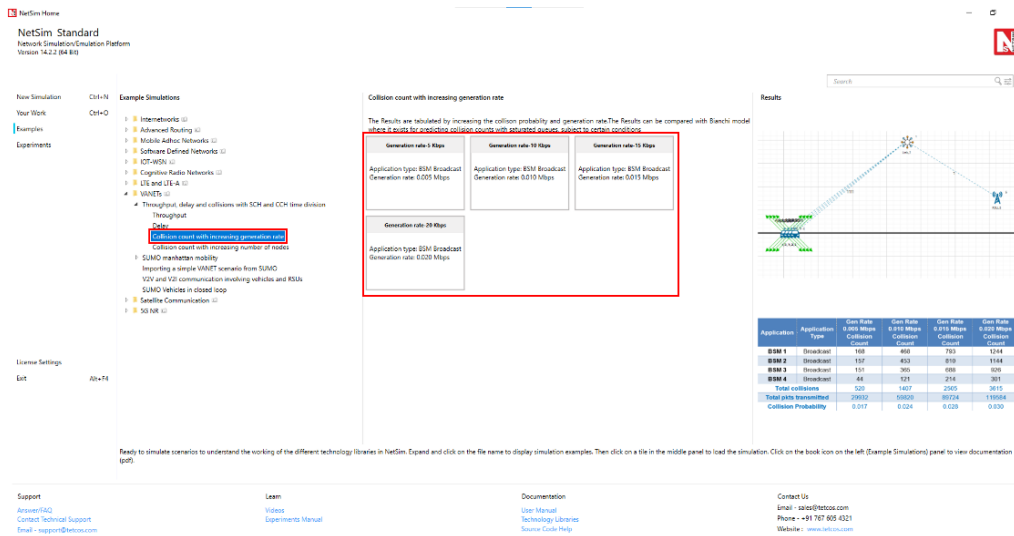 NetSim Home
NetSim Standard
Network Simulation/Emulation Platform
Version 14.2.2 (64 Bit)
Search
New Simulation Ctrl+N
Your Work Ctrl+O
Examples
Experiments
License Settings
Exit Alt+F4
Example Simulations
Internetworks
Advanced Routing
Mobile Adhoc Networks
Software Defined Networks
IOT-WSN
Cognitive Radio Networks
LTE and LTE-A
VANETs
Throughput, delay and collisions with SCH and CCH time division
Throughput
Delay
Collision count with increasing generation rate
Collision count with increasing number of nodes
SUMO manhattan mobility
Importing a simple VANET scenario from SUMO
V2V and V2I communication involving vehicles and RSUs
SUMO Vehicles in closed loop
Satellite Communication
5G NR
Collision count with increasing generation rate
The Results are tabulated by increasing the collison probablity and generation rate.The Results can be compared with Bianchi model
where it exists for predicting collision counts with saturated queues, subject to certain conditions
Generation rate-5 Kbps
Application type: BSM Broadcast
Generation rate: 0.005 Mbps
Generation rate-10 Kbps
Application type: BSM Broadcast
Generation rate: 0.010 Mbps
Generation rate-15 Kbps
Application type: BSM Broadcast
Generation rate: 0.015 Mbps
Generation rate-20 Kbps
Application type: BSM Broadcast
Generation rate: 0.020 Mbps
Results
Application Application Type Gen Rate 0.005 Mbps Collision Count Gen Rate 0.010 Mbps Collision Count Gen Rate 0.015 Mbps Collision Count Gen Rate 0.020 Mbps Collision Count
BSM 1 Broadcast 168 468 793 1244
BSM 2 Broadcast 157 453 810 1144
BSM 3 Broadcast 151 365 688 926
BSM 4 Broadcast 44 121 214 301
Total collisions 520 1407 2505 3615
Total pkts transmitted 29932 59820 89724 119584
Collision Probability 0.017 0.024 0.028 0.030
Ready to simulate scenarios to understand the working of the different technology libraries in NetSim. Expand and click on the file name to display simulation examples. Then click on a tile in the middle panel to load the simulation. Click on the book icon on the left (Example Simulations) panel to view documentation
(pdf).
Support
Answer/FAQ
Contact Technical Support
Email - support@tetcos.com
Learn
Videos
Experiments Manual
Documentation
User Manual
Technology Libraries
Source Code Help
Contact Us
Email - sales@tetcos.com
Phone - +91 767 605 4321
Website : www.tetcos.com